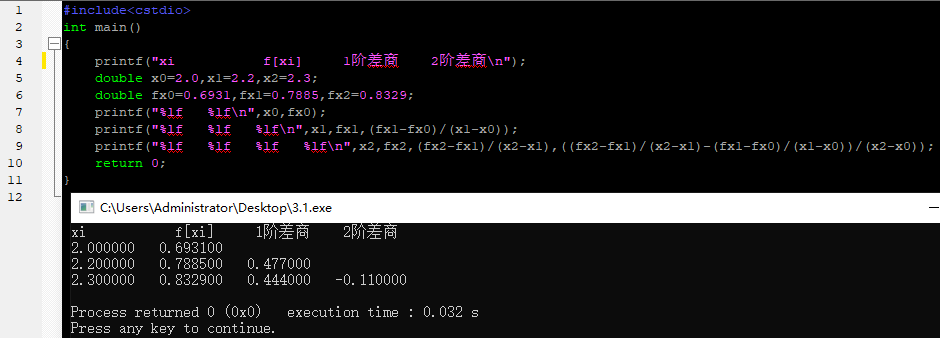 1 #include<cstdio>
2 int main()
3 {
4 printf("xi f[xi] 1阶差商 2阶差商\n");
5 double x0=2.0,x1=2.2,x2=2.3;
6 double fx0=0.6931,fx1=0.7885,fx2=0.8329;
7 printf("%lf %lf\n",x0,fx0);
8 printf("%lf %lf %lf\n",x1,fx1,(fx1-fx0)/(x1-x0));
9 printf("%lf %lf %lf %lf\n",x2,fx2,(fx2-fx1)/(x2-x1),((fx2-fx1)/(x2-x1)-(fx1-fx0)/(x1-x0))/(x2-x0));
10 return 0;
11 }
12
C:\Users\Administrator\Desktop\3.1.exe
xi f[xi] 1阶差商 2阶差商
2.000000 0.693100
2.200000 0.788500 0.477000
2.300000 0.832900 0.444000 -0.110000
Process returned 0 (0x0) execution time : 0.032 s
Press any key to continue.